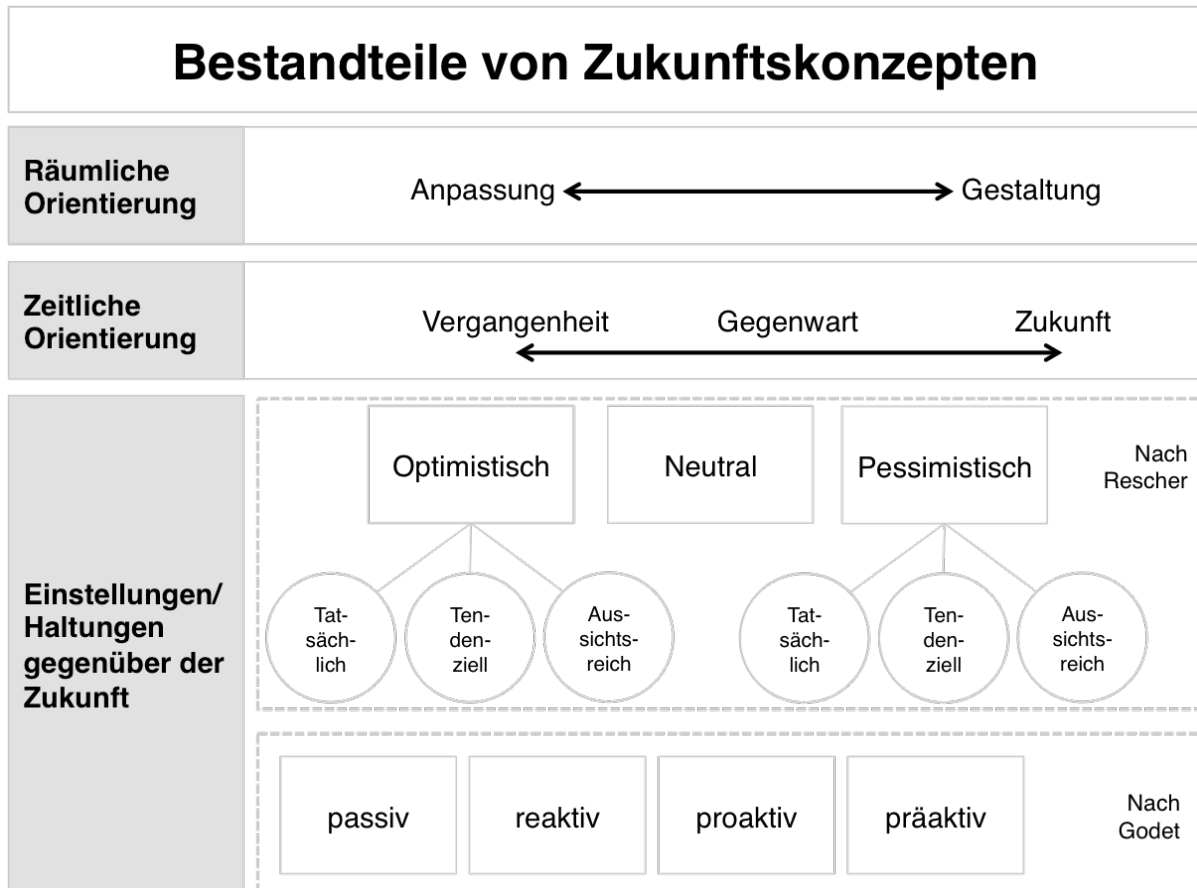 Bestandteile von Zukunftskonzepten
Räumliche
Orientierung
Anpassung
Gestaltung
Zeitliche
Orientierung
Vergangenheit
Gegenwart
Zukunft
Einstellungen/
Haltungen
gegenüber der
Zukunft
Optimistisch
Neutral
Pessimistisch
Nach
Rescher
Tat-
säch-
lich
Ten-
den-
ziell
Aus-
sichts-
reich
Tat-
säch-
lich
Ten-
den-
ziell
Aus-
sichts-
reich
passiv
reaktiv
proaktiv
präaktiv
Nach
Godet